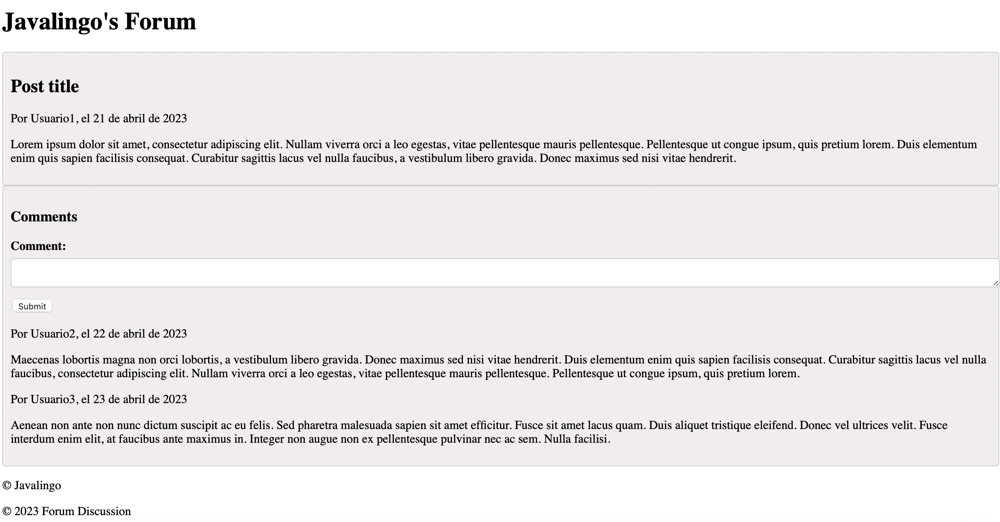 Javalingo's Forum
Post title
Por Usuario1, el 21 de abril de 2023
Lorem ipsum dolor sit amet, consectetur adipiscing elit. Nullam viverra orci a leo egestas, vitae pellentesque mauris pellentesque. Pellentesque ut congue ipsum, quis pretium lorem. Duis elementum
enim quis sapien facilisis consequat. Curabitur sagittis lacus vel nulla faucibus, a vestibulum libero gravida. Donec maximus sed nisi vitae hendrerit.
Comments
Comment:
Submit
Por Usuario2, el 22 de abril de 2023
Maecenas lobortis magna non orci lobortis, a vestibulum libero gravida. Donec maximus sed nisi vitae hendrerit. Duis elementum enim quis sapien facilisis consequat. Curabitur sagittis lacus vel nulla
faucibus, consectetur adipiscing elit. Nullam viverra orci a leo egestas, vitae pellentesque mauris pellentesque. Pellentesque ut congue ipsum, quis pretium lorem.
Por Usuario3, el 23 de abril de 2023
Aenean non ante non nunc dictum suscipit ac eu felis. Sed pharetra malesuada sapien sit amet efficitur. Fusce sit amet lacus quam. Duis aliquet tristique eleifend. Donec vel ultrices velit. Fusce
interdum enim elit, at faucibus ante maximus in. Integer non augue non ex pellentesque pulvinar nec ac sem. Nulla facilisi.
© Javalingo
© 2023 Forum Discussion